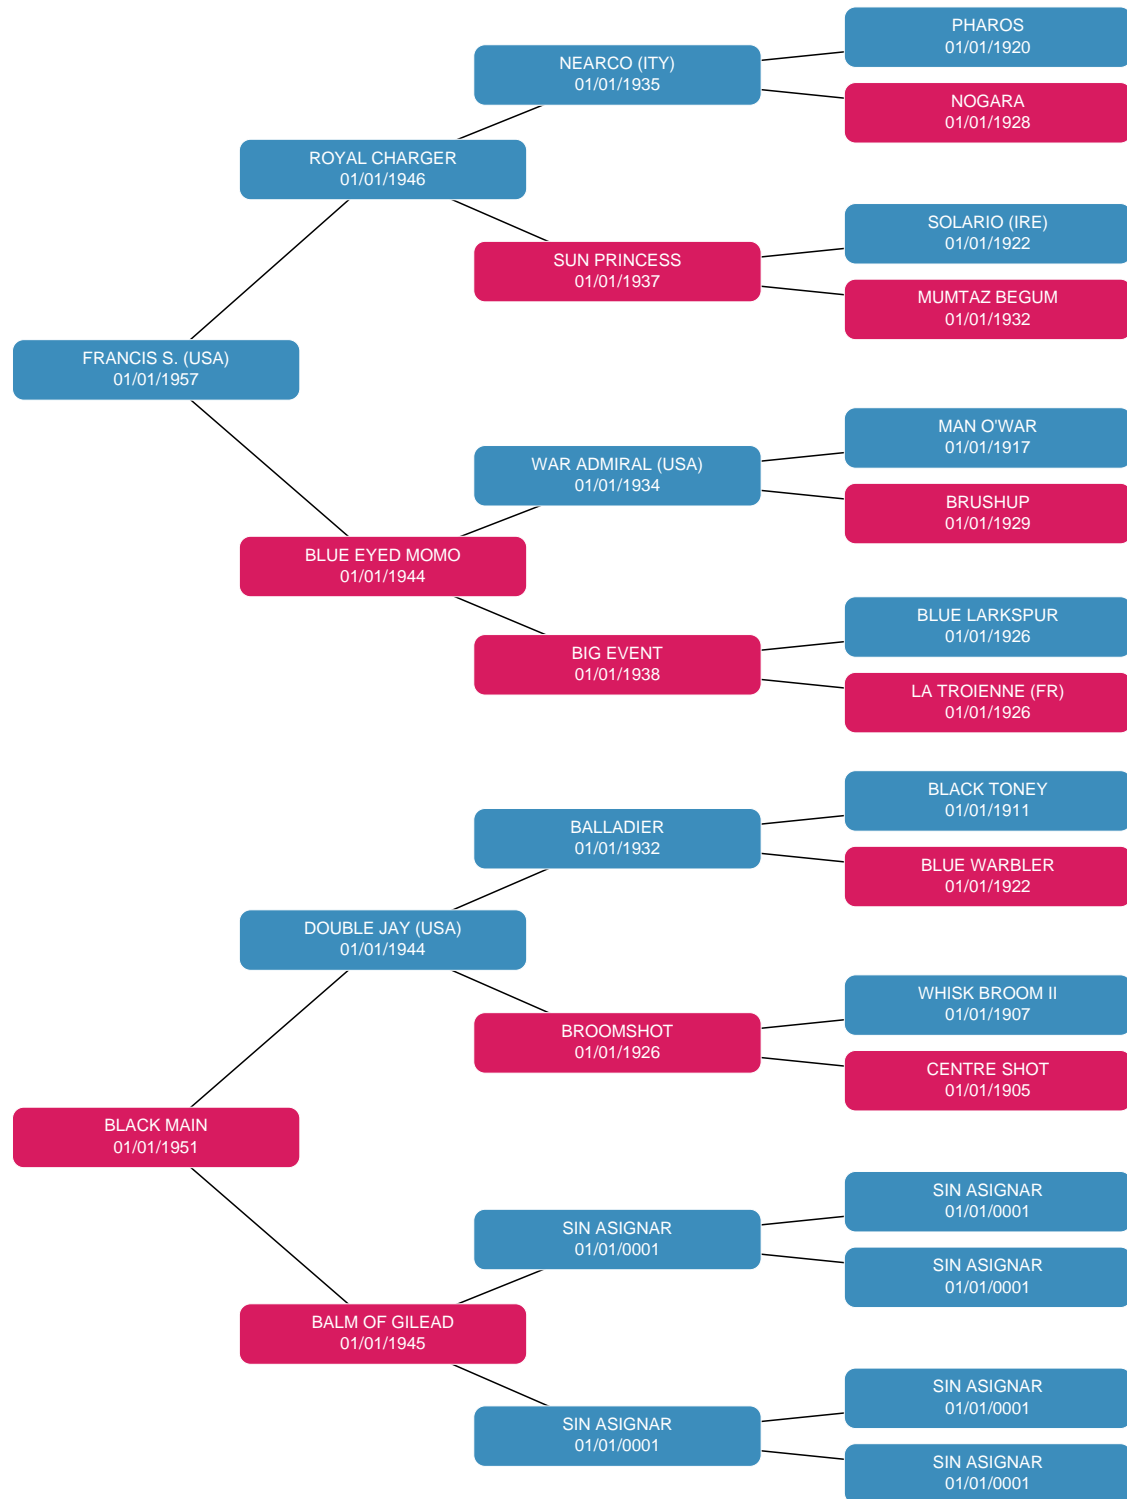 PHAROS
01/01/1920
NEARCO (ITY)
01/01/1935
NOGARA
01/01/1928
ROYAL CHARGER
01/01/1946
SOLARIO (IRE)
01/01/1922
SUN PRINCESS
01/01/1937
MUMTAZ BEGUM
01/01/1932
FRANCIS S. (USA)
01/01/1957
MAN O'WAR
01/01/1917
WAR ADMIRAL (USA)
01/01/1934
BRUSHUP
01/01/1929
BLUE EYED MOMO
01/01/1944
BLUE LARKSPUR
01/01/1926
BIG EVENT
01/01/1938
LA TROIENNE (FR)
01/01/1926
BLACK TONEY
01/01/1911
BALLADIER
01/01/1932
BLUE WARBLER
01/01/1922
DOUBLE JAY (USA)
01/01/1944
WHISK BROOM II
01/01/1907
BROOMSHOT
01/01/1926
CENTRE SHOT
01/01/1905
BLACK MAIN
01/01/1951
SIN ASIGNAR
01/01/0001
SIN ASIGNAR
01/01/0001
SIN ASIGNAR
01/01/0001
BALM OF GILEAD
01/01/1945
SIN ASIGNAR
01/01/0001
SIN ASIGNAR
01/01/0001
SIN ASIGNAR
01/01/0001